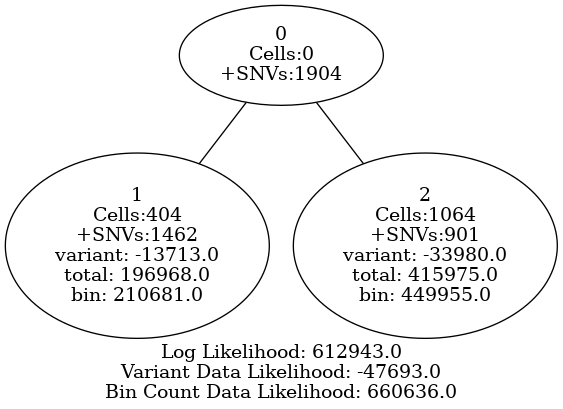 0
Cells:0
+SNVs:1904
1
Cells:404
+SNVs:1462
variant: -13713.0
total: 196968.0
bin: 210681.0
2
Cells:1064
+SNVs:901
variant: -33980.0
total: 415975.0
bin: 449955.0
Log Likelihood: 612943.0
Variant Data Likelihood: -47693.0
Bin Count Data Likelihood: 660636.0